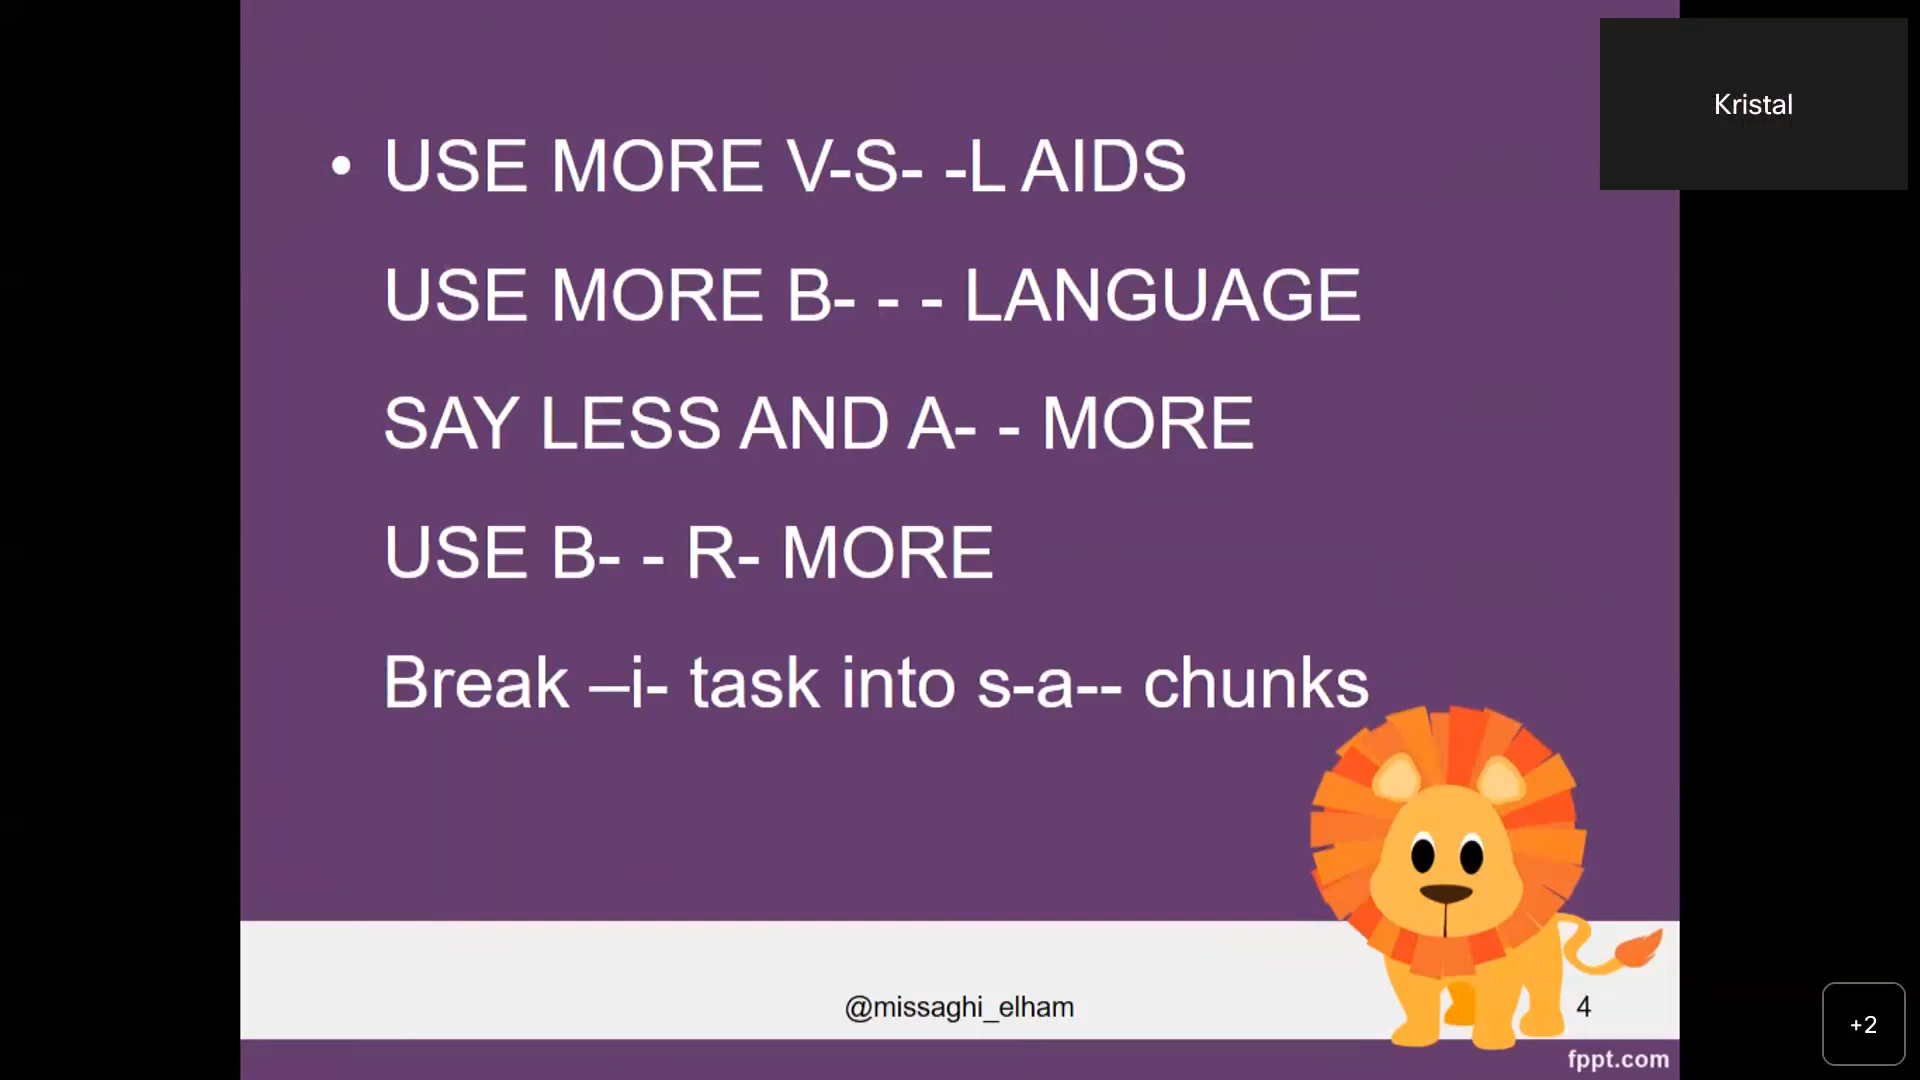 Kristal
• USE MORE V-S- -L AIDS
USE MORE B- - - LANGUAGE
SAY LESS AND A- - MORE
USE B- - R- MORE
Break –i- task into s-a-- chunks
@missaghi_elham
4
+2
fppt.com